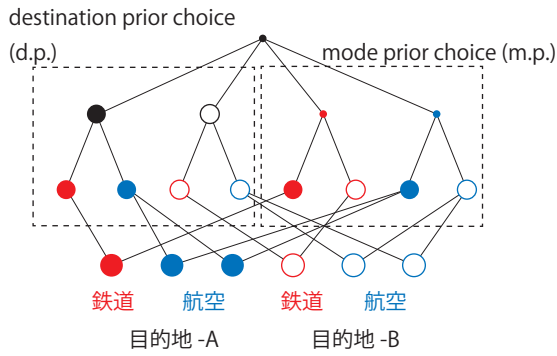 destination prior choice
(d.p.)
mode prior choice (m.p.)
鉄道
航空
鉄道
航空
目的地 -A
目的地 -B